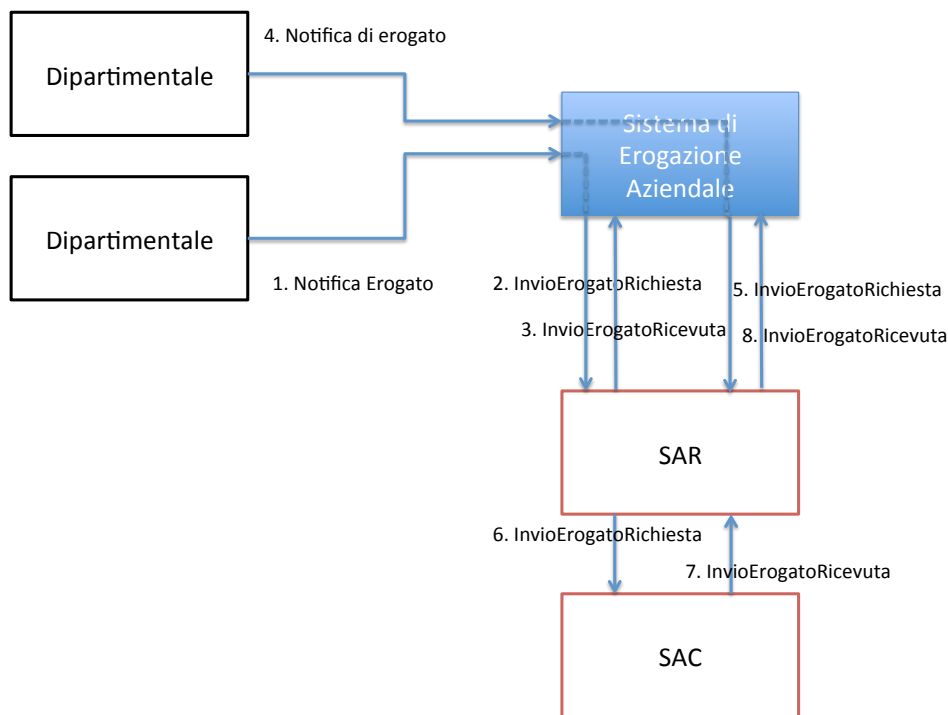 4. Notifica di erogato
Dipartimentale
Sistema di
Erogazione
Aziendale
Dipartimentale
1. Notifica Erogato
2. InvioErogatoRichiesta
5. InvioErogatoRichiesta
3. InvioErogatoRicevuta
8. InvioErogatoRicevuta
SAR
6. InvioErogatoRichiesta
7. InvioErogatoRicevuta
SAC